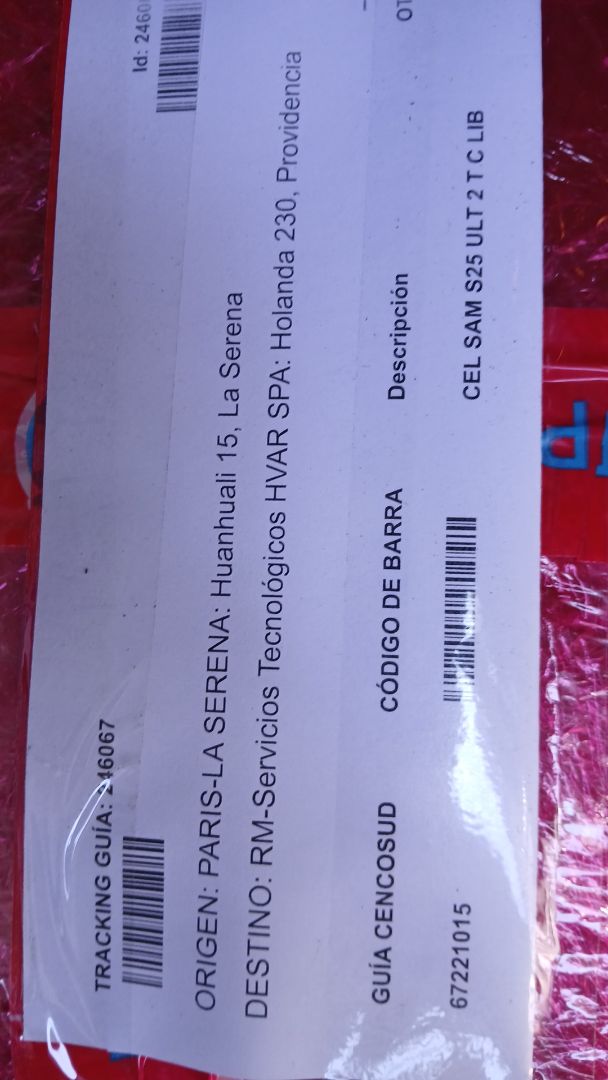 TRACKING GUÍA: 246067
Id: 2460
ORIGEN: PARIS-LA SERENA: Huanhuali 15, La Serena
DESTINO: RM-Servicios Tecnológicos HVAR SPA: Holanda 230, Providencia
GUÍA CENCOSUD CÓDIGO DE BARRA Descripción OT
67221015 CEL SAM S25 ULT 2 T C LIB